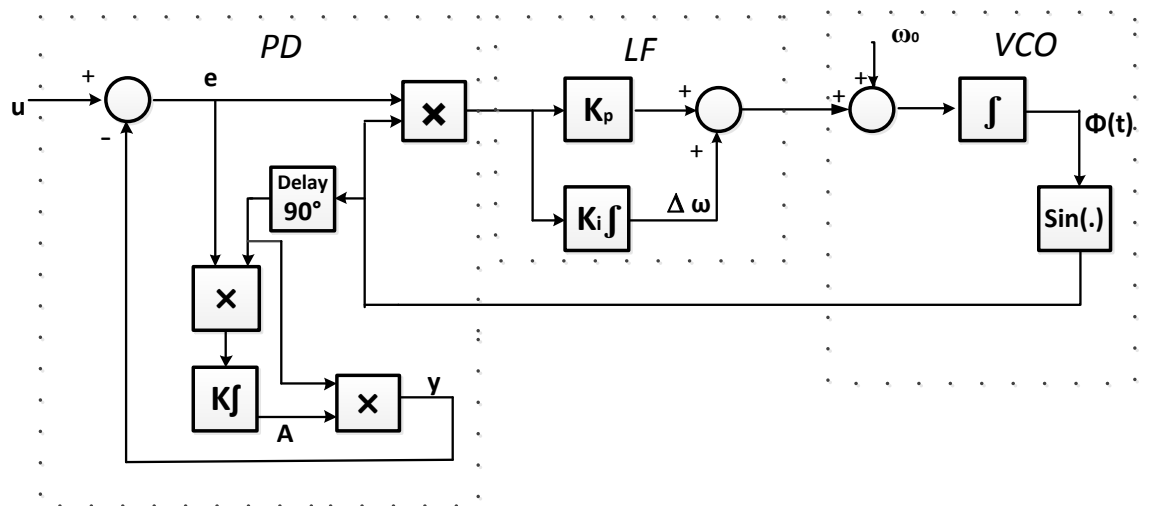 PD
LF
VCO
ω₀
+
e
+
+
+
u
×
Kₚ
∫
Φ(t)
-
+
Delay
90°
Kᵢ∫
Δ ω
Sin(.)
×
K∫
×
y
A